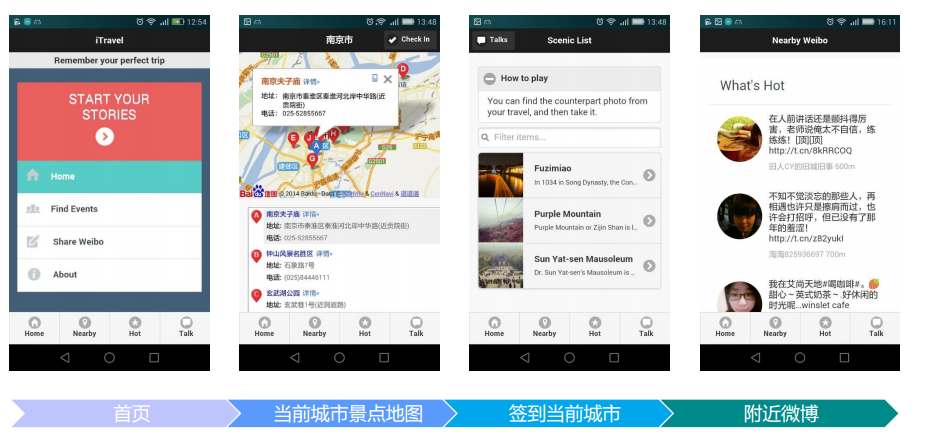 12:54
iTravel
Remember your perfect trip
START YOUR
STORIES
Home
Find Events
Share Weibo
About
Home Nearby Hot Talk
13:48
南京市
Check In
南京夫子庙 详情»
地址: 南京市秦淮区秦淮河北岸中华路(近
贡院街)
电话: 025-52855667
© 2014 Baidu - Data © NavInfo & CenNavi & 道道通
A 南京夫子庙 详情»
地址: 南京市秦淮区秦淮河北岸中华路(近贡院街)
电话: 025-52855667
B 钟山风景名胜区 详情»
地址: 石象路7号
电话: (025)84446111
C 玄武湖公园 详情»
地址: 玄武巷1号(近洞庭路)
Home Nearby Hot Talk
13:48
Talks
Scenic List
How to play
You can find the counterpart photo from
your travel, and then take it.
Filter items...
Fuzimiao
In 1034 in Song Dynasty, the Con..
Purple Mountain
Purple Mountain or Zijin Shan is l..
Sun Yat-sen Mausoleum
Dr. Sun Yat-sen's Mausoleum is ..
Home Nearby Hot Talk
16:11
Nearby Weibo
What's Hot
在人前讲话还是颤抖得厉
害，老师说俺太不自信，练
练练！[顶][顶]
http://t.cn/8kRRCOQ
旧人CY的旧城旧事 600m
不知不觉淡忘的那些人，再
相遇也许只是擦肩而过，也
许会打招呼，但已没有了那
年的羞涩！
http://t.cn/z82yukI
淘淘825936697 700m
我在艾尚天地#喝咖啡#。
甜心～英式奶茶～ 好休闲的
时光呢...winslet cafe
Home Nearby Hot Talk
首页
当前城市景点地图
签到当前城市
附近微博